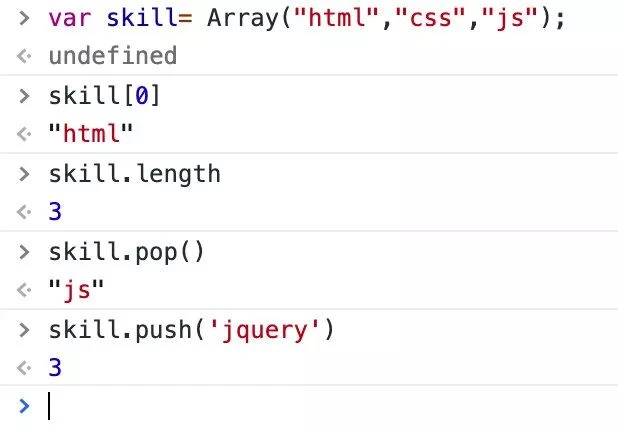 > var skill= Array("html","css","js");
<· undefined
> skill[0]
<· "html"
> skill.length
<· 3
> skill.pop()
<· "js"
> skill.push('jquery')
<· 3
>